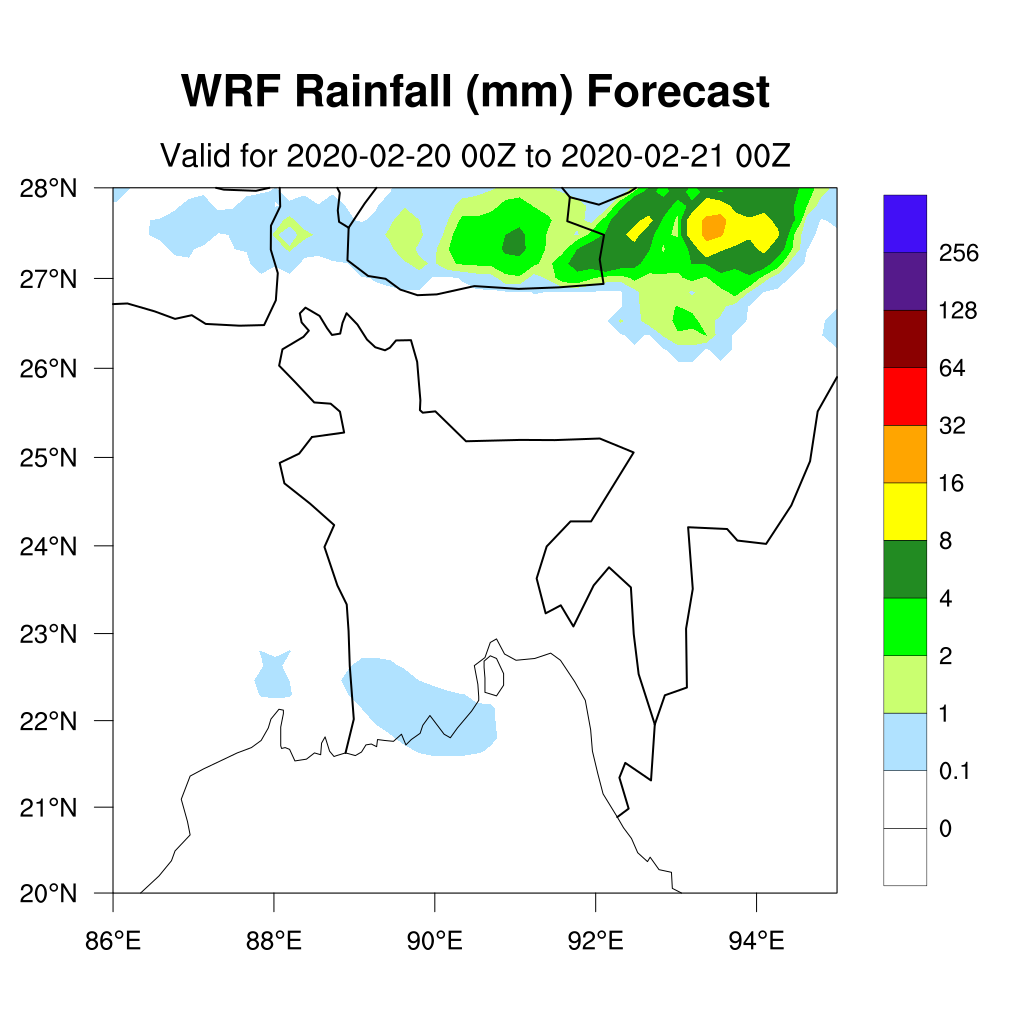 WRF Rainfall (mm) Forecast
Valid for 2020-02-20 00Z to 2020-02-21 00Z
28°N
27°N
26°N
25°N
24°N
23°N
22°N
21°N
20°N
86°E 88°E 90°E 92°E 94°E
256
128
64
32
16
8
4
2
1
0.1
0